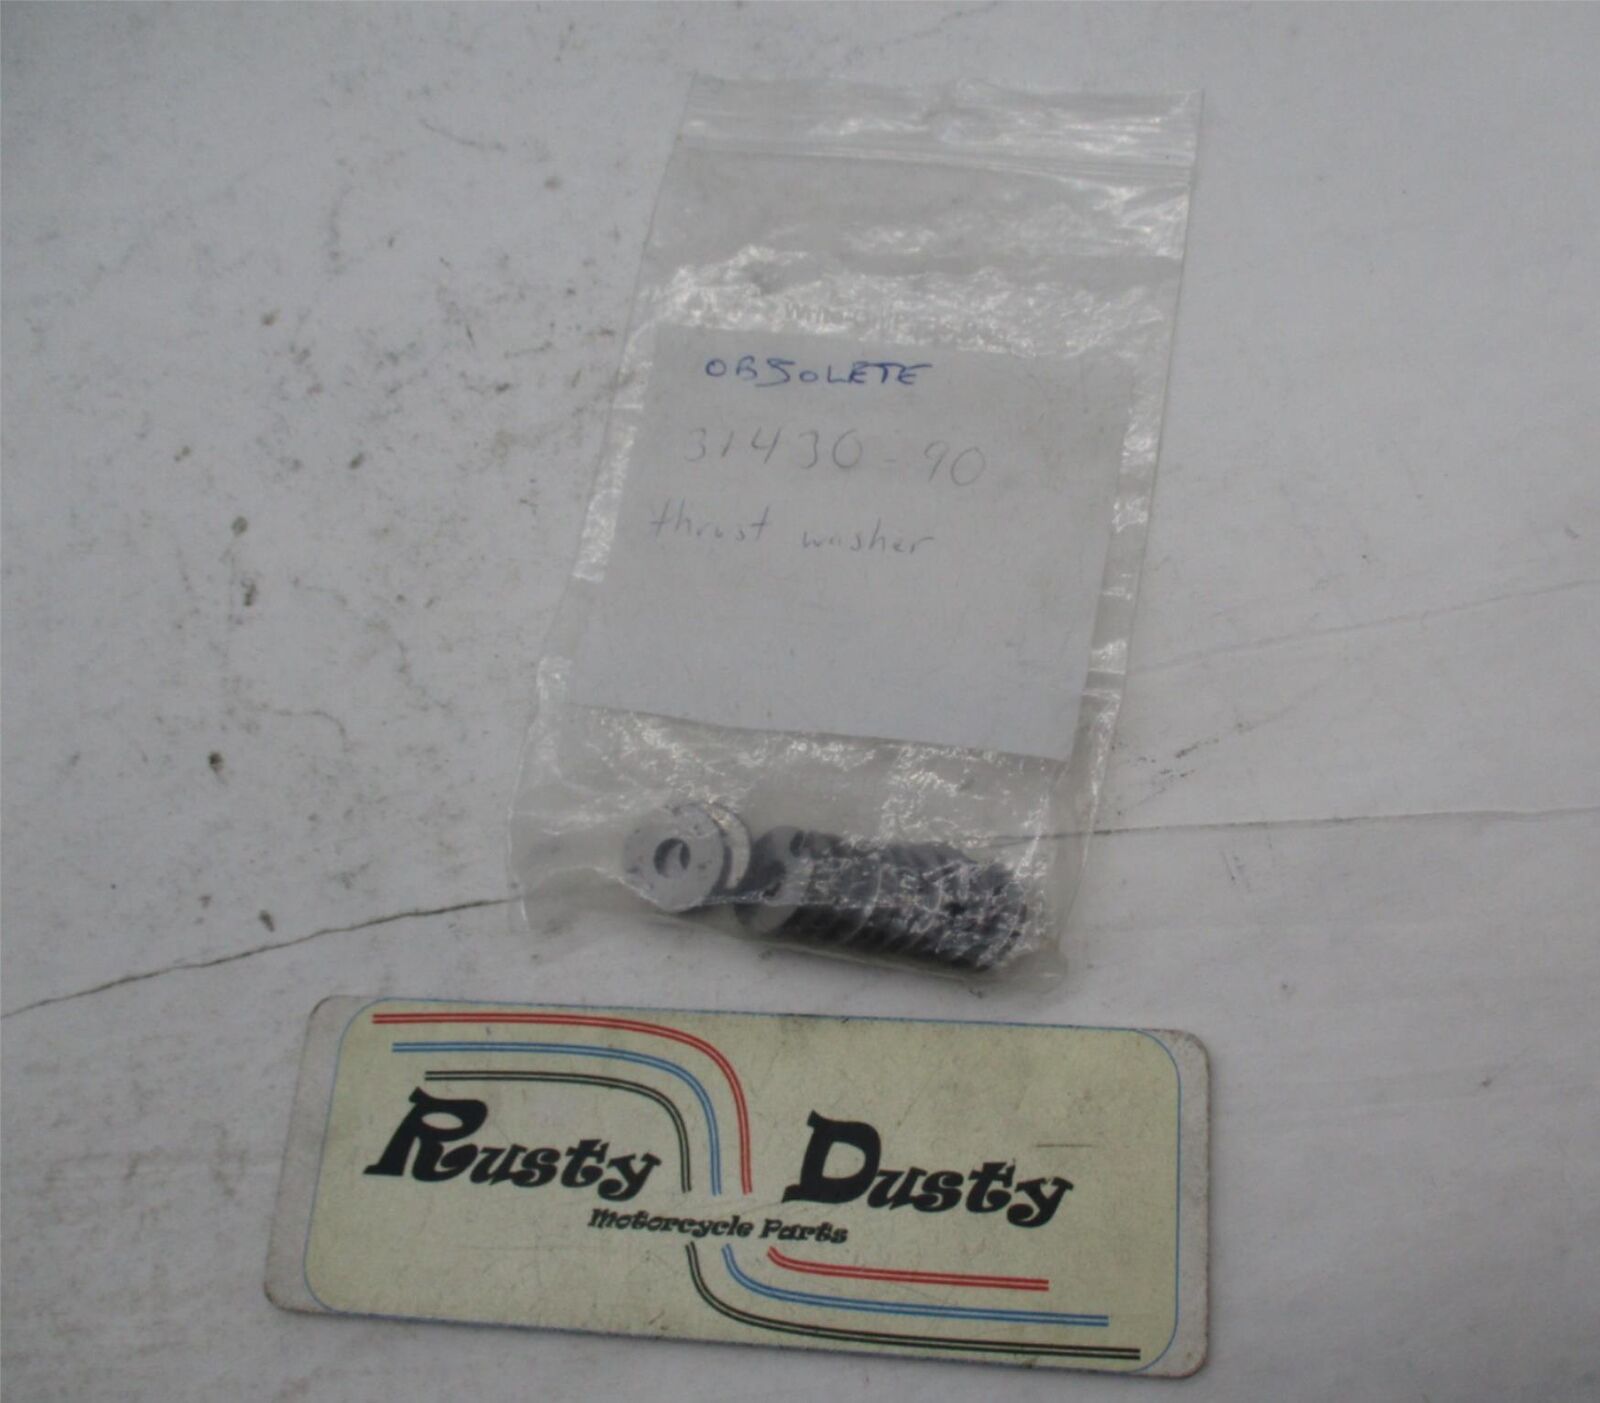 OBSOLETE
31430-90
thrust washer
Rusty Dusty
Motorcycle Parts